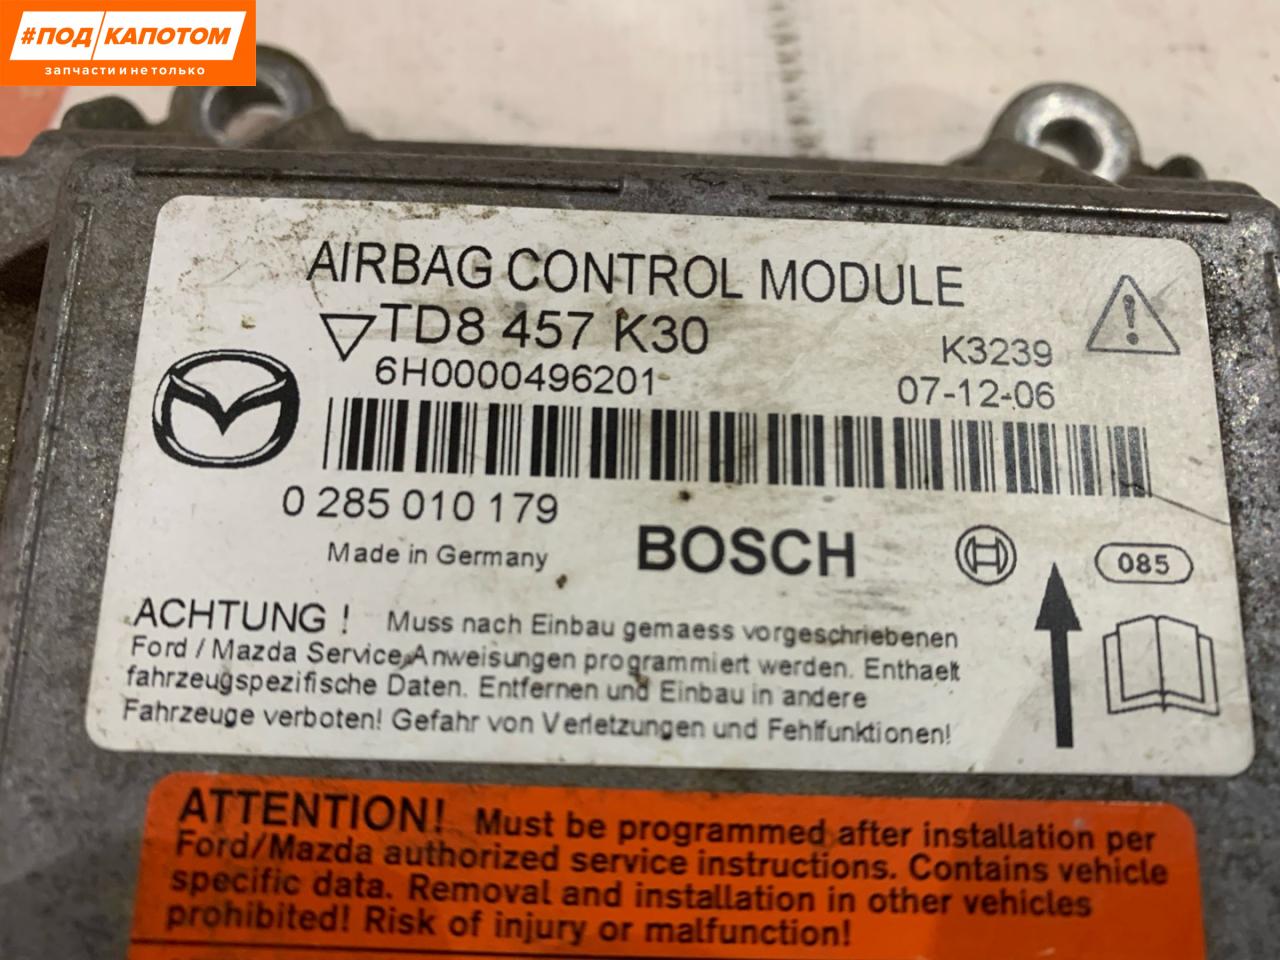 #ПОД/КАПОТОМ
запчасти и не только
AIRBAG CONTROL MODULE
TD8 457 K30
K3239
6H0000496201
07-12-06
0 285 010 179
Made in Germany
BOSCH
085
ACHTUNG ! Muss nach Einbau gemaess vorgeschriebenen
Ford / Mazda Service Anweisungen programmiert werden. Enthaelt
fahrzeugspezifische Daten. Entfernen und Einbau in andere
Fahrzeuge verboten! Gefahr von Verletzungen und Fehlfunktionen!
ATTENTION! Must be programmed after installation per
Ford/Mazda authorized service instructions. Contains vehicle
specific data. Removal and installation in other vehicles
prohibited! Risk of injury or malfunction!